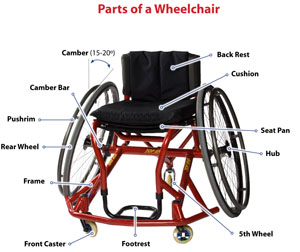 Parts of a Wheelchair
Camber (15-20º)
Back Rest
Cushion
Camber Bar
Pushrim
Seat Pan
Rear Wheel
Hub
Frame
5th Wheel
Front Caster
Footrest